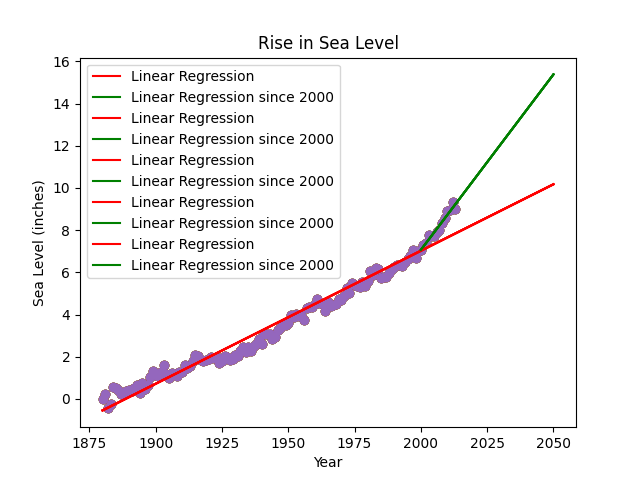 Rise in Sea Level
16
14
12
10
8
6
4
2
0
Sea Level (inches)
Linear Regression
Linear Regression since 2000
Linear Regression
Linear Regression since 2000
Linear Regression
Linear Regression since 2000
Linear Regression
Linear Regression since 2000
Linear Regression
Linear Regression since 2000
1875 1900 1925 1950 1975 2000 2025 2050
Year